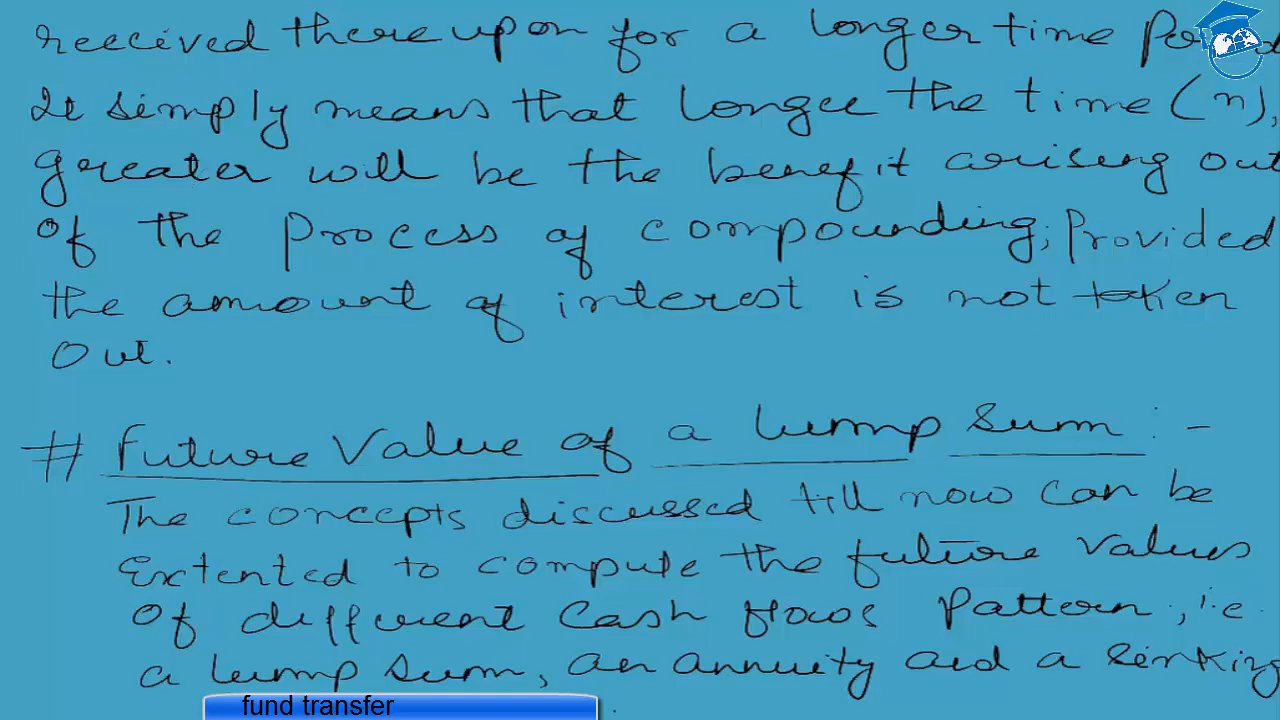 received thereupon for a longer time Period
It simply means that longer the time (n),
greater will be the benefit arising out
of the process of compounding; Provided
the amount of interest is not taken
out.
# Future Value of a lump sum :-
The concepts discussed till now can be
Extented to compute the future values
of different cash flows Pattern, i.e
a lump sum, an annuity and a sinking
fund transfer